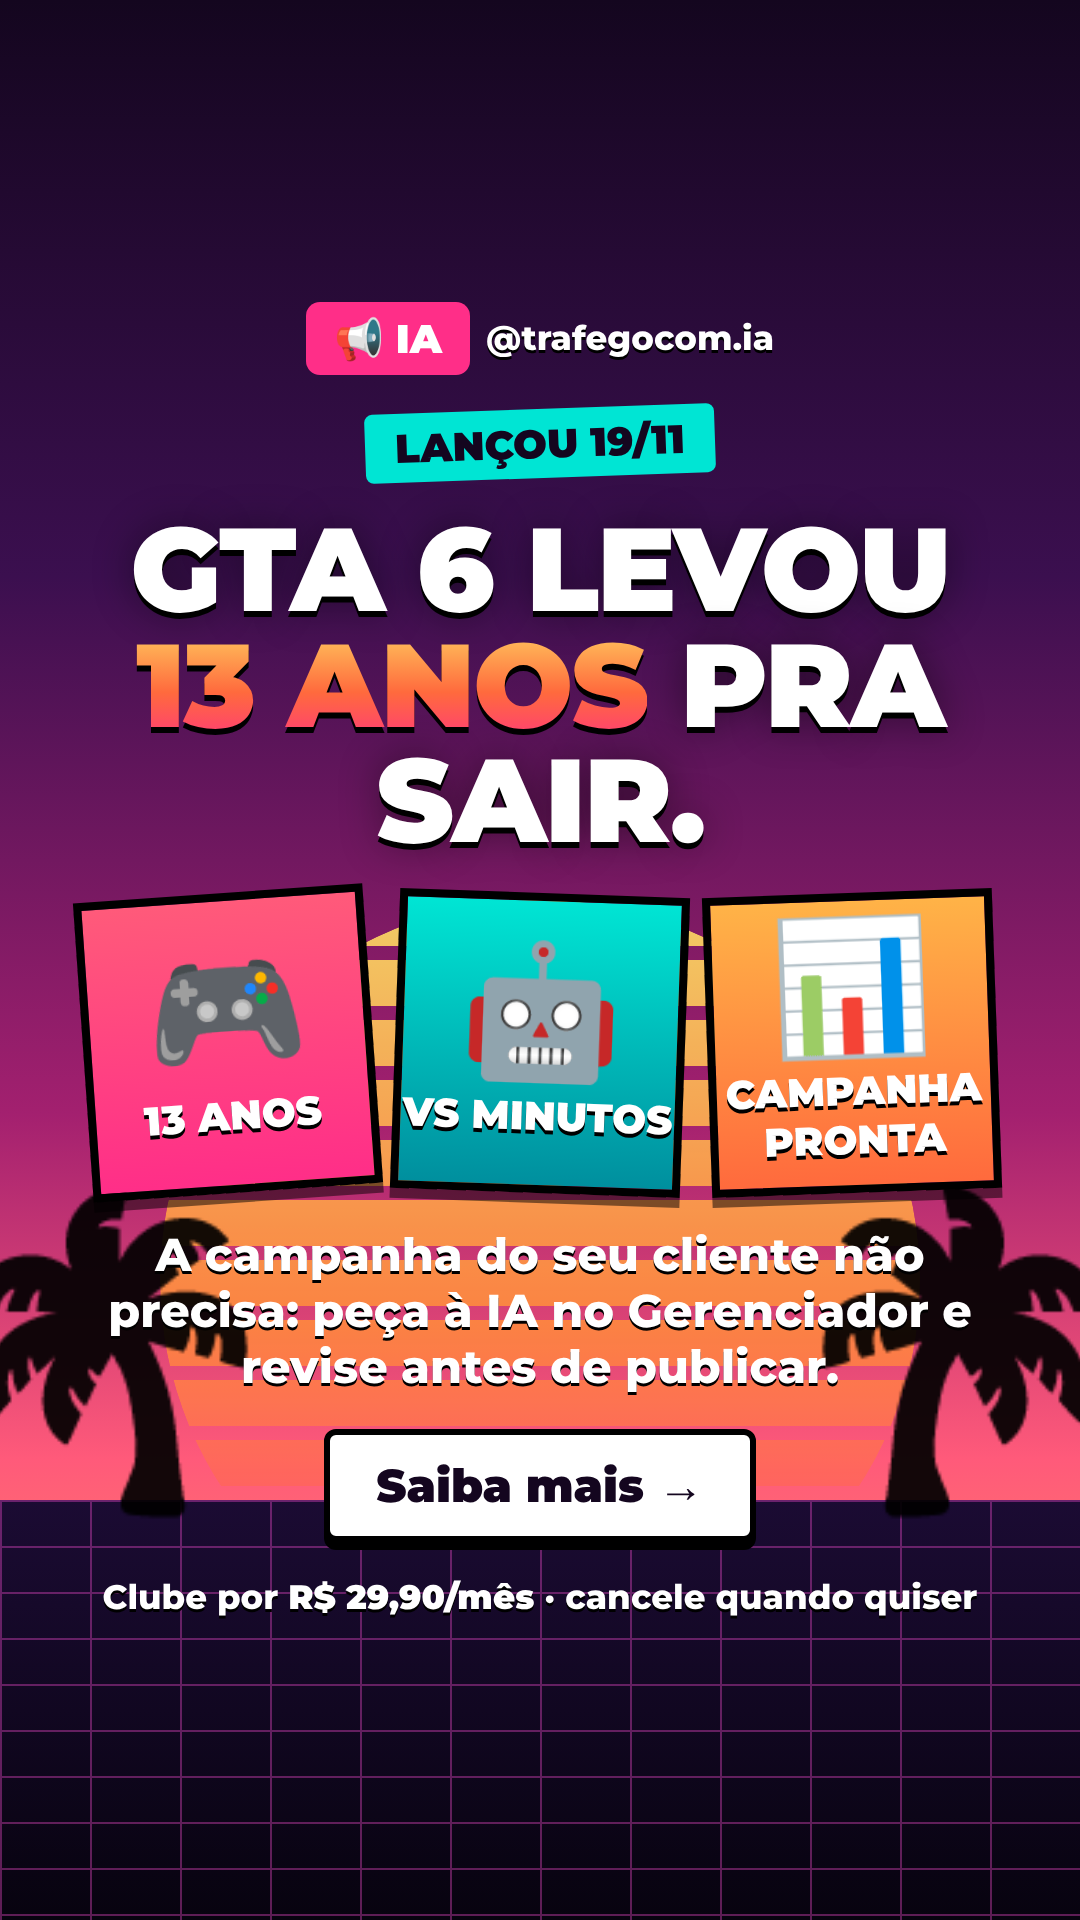 📢 IA @trafegocom.ia
LANÇOU 19/11
GTA 6 LEVOU
13 ANOS PRA
SAIR.
13 ANOS
VS MINUTOS
CAMPANHA
PRONTA
A campanha do seu cliente não
precisa: peça à IA no Gerenciador e
revise antes de publicar.
Saiba mais →
Clube por R$ 29,90/mês · cancele quando quiser